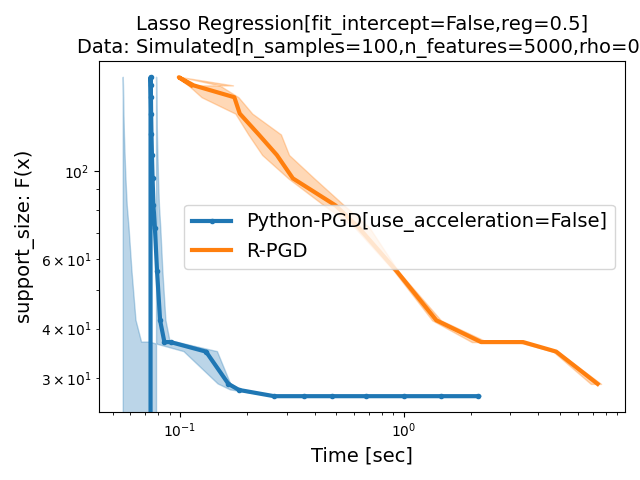 Lasso Regression[fit_intercept=False,reg=0.5]
Data: Simulated[n_samples=100,n_features=5000,rho=0
support_size: F(x)
10²
6 × 10¹
4 × 10¹
3 × 10¹
Python-PGD[use_acceleration=False]
R-PGD
10⁻¹
10⁰
Time [sec]